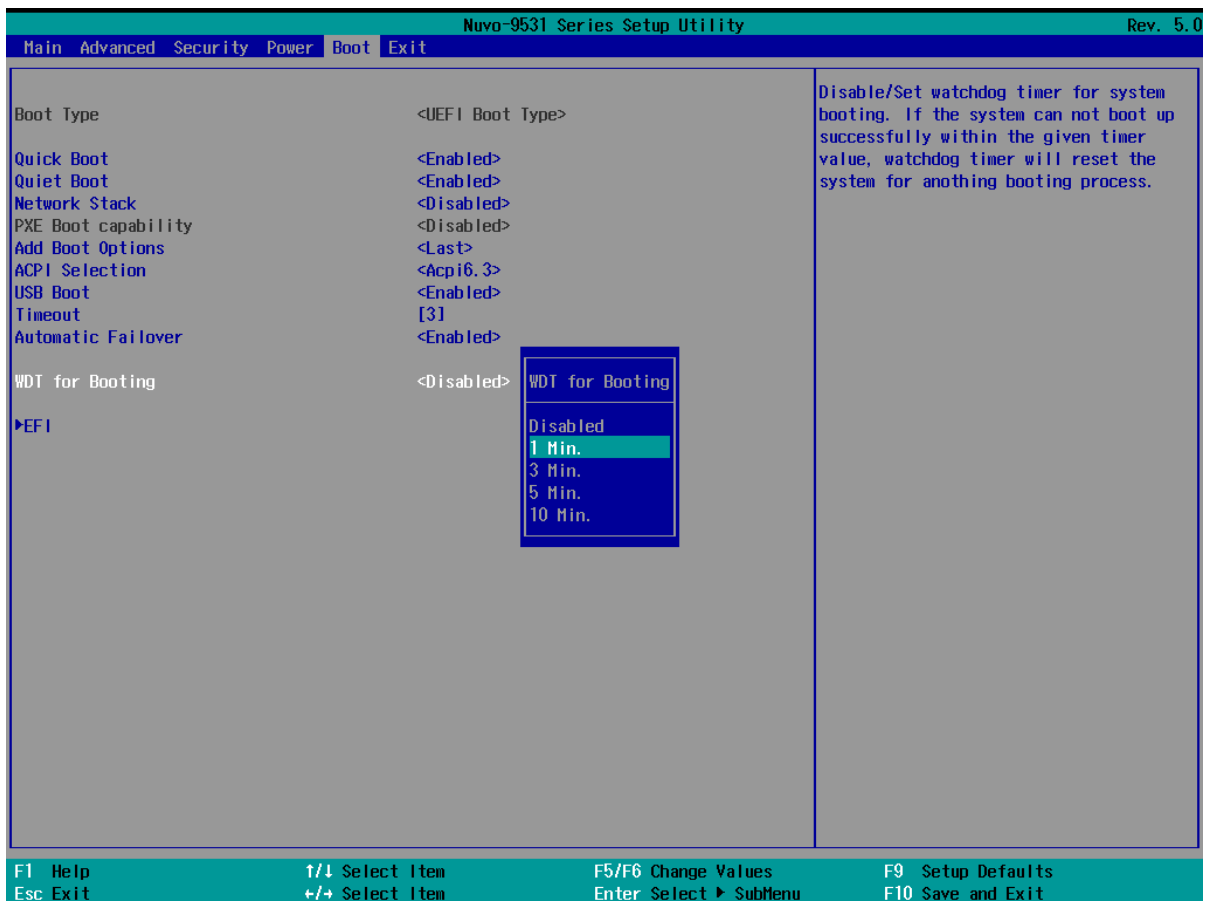 Nuvo-9531 Series Setup Utility Rev. 5.0
Main Advanced Security Power Boot Exit
Boot Type <UEFI Boot Type>
Quick Boot <Enabled>
Quiet Boot <Enabled>
Network Stack <Disabled>
PXE Boot capability <Disabled>
Add Boot Options <Last>
ACPI Selection <Acpi6.3>
USB Boot <Enabled>
Timeout [3]
Automatic Failover <Enabled>
WDT for Booting <Disabled>
▶EFI
WDT for Booting
Disabled
1 Min.
3 Min.
5 Min.
10 Min.
Disable/Set watchdog timer for system
booting. If the system can not boot up
successfully within the given timer
value, watchdog timer will reset the
system for anothing booting process.
F1 Help ↑/↓ Select Item F5/F6 Change Values F9 Setup Defaults
Esc Exit ←/→ Select Item Enter Select ▶ SubMenu F10 Save and Exit